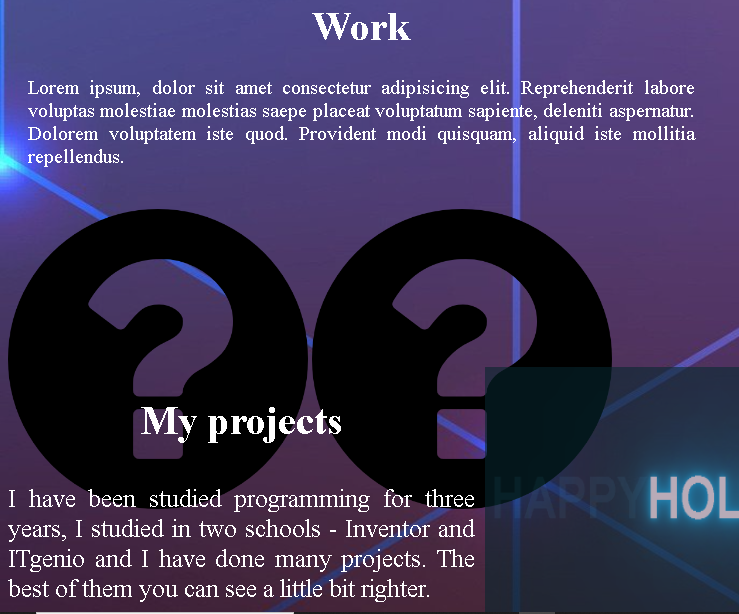 Work
Lorem ipsum, dolor sit amet consectetur adipisicing elit. Reprehenderit labore
voluptas molestiae molestias saepe placeat voluptatum sapiente, deleniti aspernatur.
Dolorem voluptatem iste quod. Provident modi quisquam, aliquid iste mollitia
repellendus.
My projects
I have been studied programming for three
years, I studied in two schools - Inventor and
ITgenio and I have done many projects. The
best of them you can see a little bit righter.
HAPPYHOL